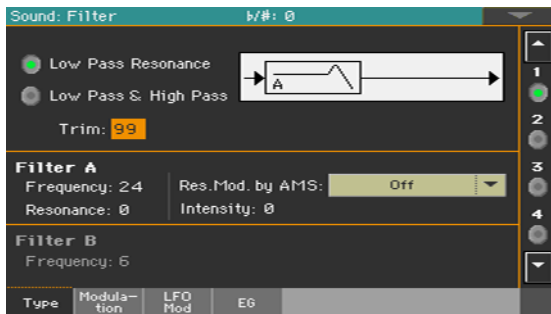 Sound: Filter ♭/#: 0
Low Pass Resonance
Low Pass & High Pass
A
Trim: 99
Filter A
Frequency: 24 Res.Mod. by AMS: Off
Resonance: 0 Intensity: 0
Filter B
Frequency: 6
1
2
3
4
Type Modula-tion LFO Mod EG